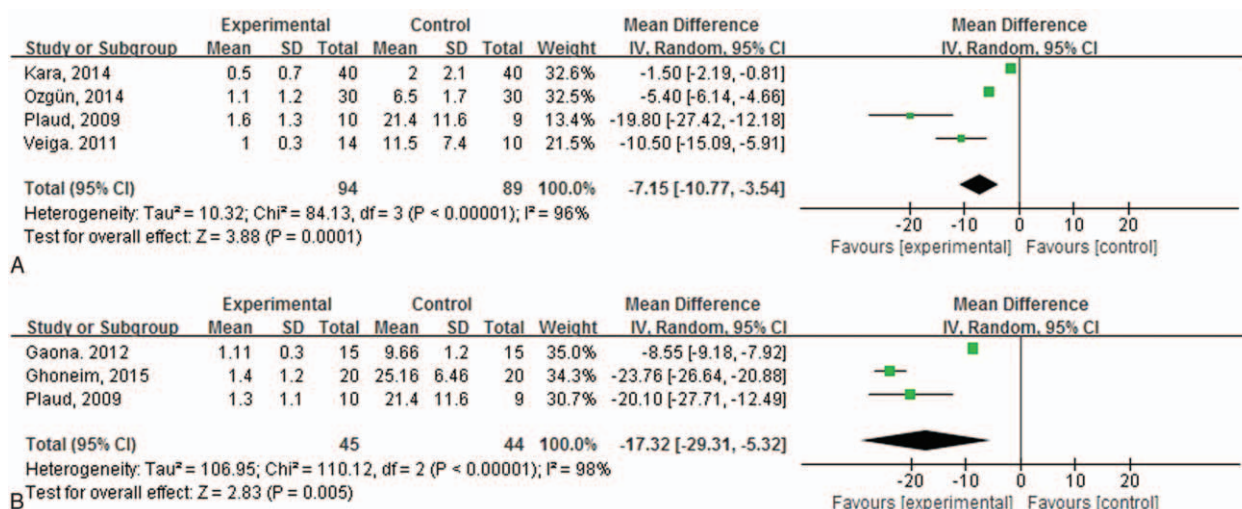 Experimental Control Mean Difference Mean Difference
Study or Subgroup Mean SD Total Mean SD Total Weight IV, Random, 95% CI IV, Random, 95% CI
Kara, 2014 0.5 0.7 40 2 2.1 40 32.6% -1.50 [-2.19, -0.81]
Ozgün, 2014 1.1 1.2 30 6.5 1.7 30 32.5% -5.40 [-6.14, -4.66]
Plaud, 2009 1.6 1.3 10 21.4 11.6 9 13.4% -19.80 [-27.42, -12.18]
Veiga. 2011 1 0.3 14 11.5 7.4 10 21.5% -10.50 [-15.09, -5.91]
Total (95% CI) 94 89 100.0% -7.15 [-10.77, -3.54]
Heterogeneity: Tau² = 10.32; Chi² = 84.13, df = 3 (P < 0.00001); I² = 96%
Test for overall effect: Z = 3.88 (P = 0.0001)
-20 -10 0 10 20
Favours [experimental] Favours [control]
A
Experimental Control Mean Difference Mean Difference
Study or Subgroup Mean SD Total Mean SD Total Weight IV, Random, 95% CI IV, Random, 95% CI
Gaona. 2012 1.11 0.3 15 9.66 1.2 15 35.0% -8.55 [-9.18, -7.92]
Ghoneim, 2015 1.4 1.2 20 25.16 6.46 20 34.3% -23.76 [-26.64, -20.88]
Plaud, 2009 1.3 1.1 10 21.4 11.6 9 30.7% -20.10 [-27.71, -12.49]
Total (95% CI) 45 44 100.0% -17.32 [-29.31, -5.32]
Heterogeneity: Tau² = 106.95; Chi² = 110.12, df = 2 (P < 0.00001); I² = 98%
Test for overall effect: Z = 2.83 (P = 0.005)
-20 -10 0 10 20
Favours [experimental] Favours [control]
B